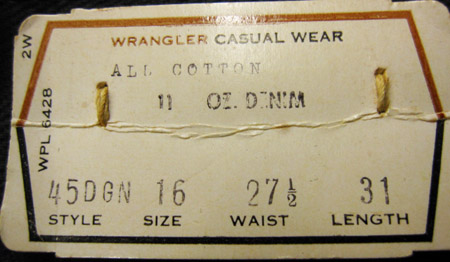 2W
WRANGLER CASUAL WEAR
ALL COTTON
11 OZ. DENIM
WPL 6428
45DGN 16 27½ 31
STYLE SIZE WAIST LENGTH